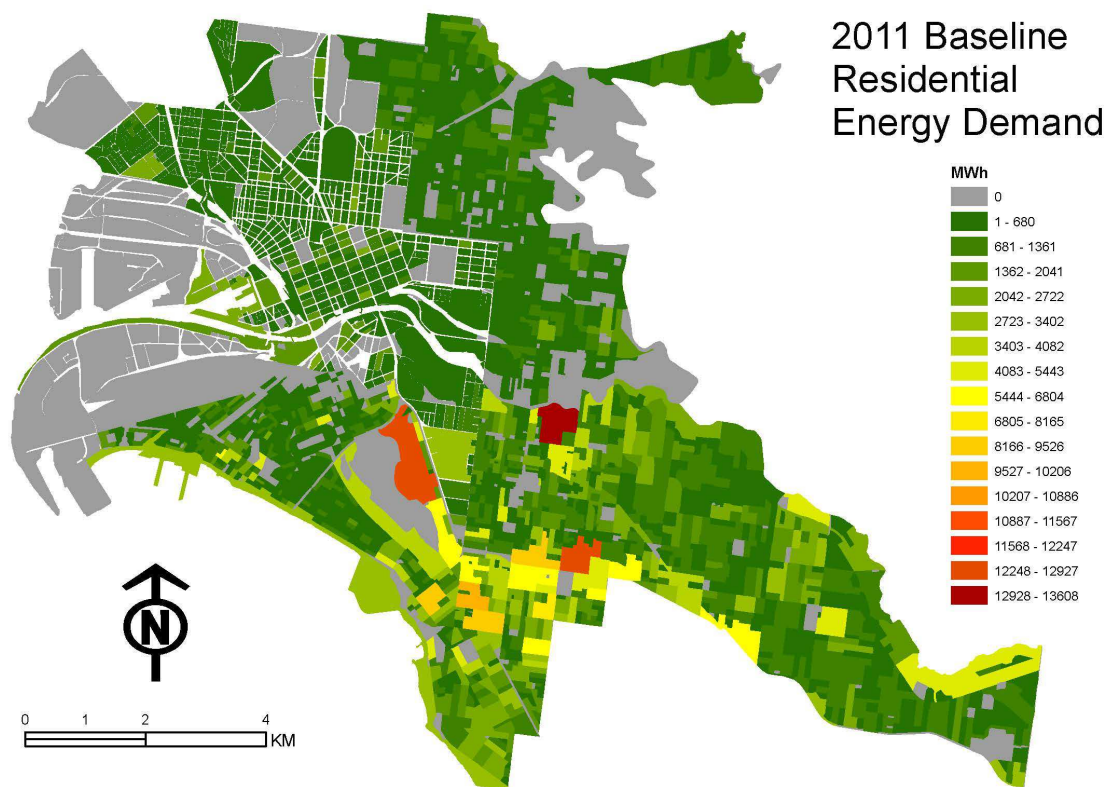 2011 Baseline
Residential
Energy Demand
MWh
0
1 - 680
681 - 1361
1362 - 2041
2042 - 2722
2723 - 3402
3403 - 4082
4083 - 5443
5444 - 6804
6805 - 8165
8166 - 9526
9527 - 10206
10207 - 10886
10887 - 11567
11568 - 12247
12248 - 12927
12928 - 13608
N
0 1 2 4
KM